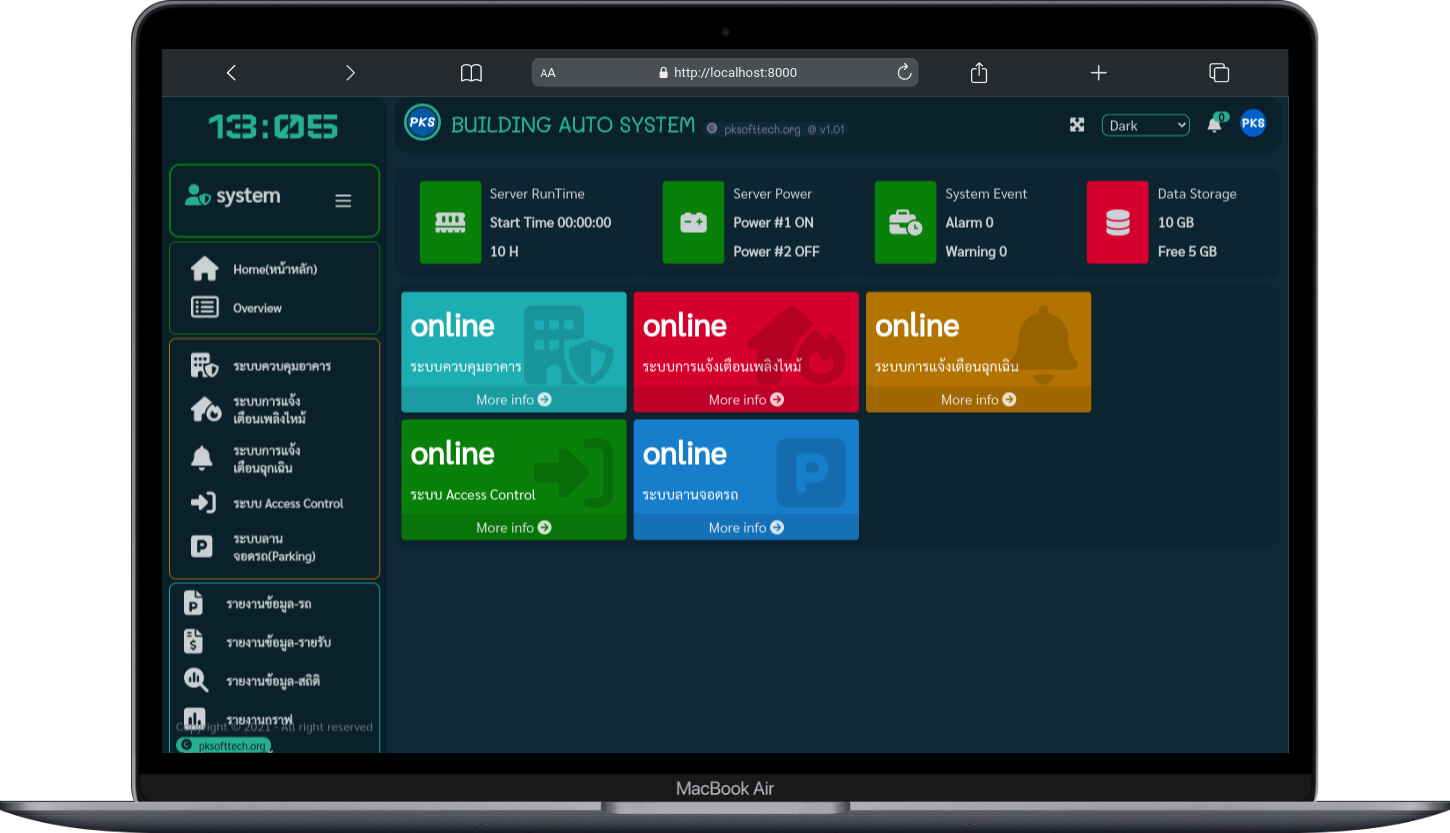 AA
http://localhost:8000
13:05
PKS
BUILDING AUTO SYSTEM
© pksofttech.org @ v1.01
Dark
0
PKS
system
Home(หน้าหลัก)
Overview
ระบบควบคุมอาคาร
ระบบการแจ้ง
เตือนเพลิงไหม้
ระบบการแจ้ง
เตือนฉุกเฉิน
ระบบ Access Control
P
ระบบลาน
จอดรถ(Parking)
P
รายงานข้อมูล-รถ
$
รายงานข้อมูล-รายรับ
รายงานข้อมูล-สถิติ
รายงานกราฟ
Copyright © 2021 - All right reserved
© pksofttech.org
Server RunTime
Start Time 00:00:00
10 H
Server Power
Power #1 ON
Power #2 OFF
System Event
Alarm 0
Warning 0
Data Storage
10 GB
Free 5 GB
online
ระบบควบคุมอาคาร
More info
online
ระบบการแจ้งเตือนเพลิงไหม้
More info
online
ระบบการแจ้งเตือนฉุกเฉิน
More info
online
ระบบ Access Control
More info
online
P
ระบบลานจอดรถ
More info
MacBook Air